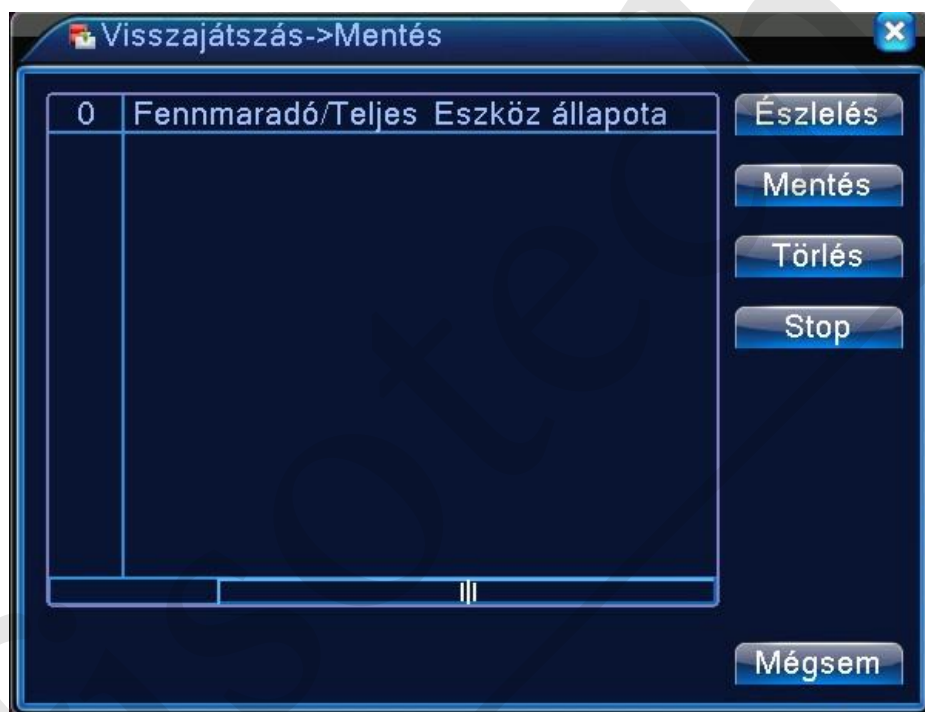 Visszajátszás->Mentés
0 Fennmaradó/Teljes Eszköz állapota
Észlelés
Mentés
Törlés
Stop
Mégsem